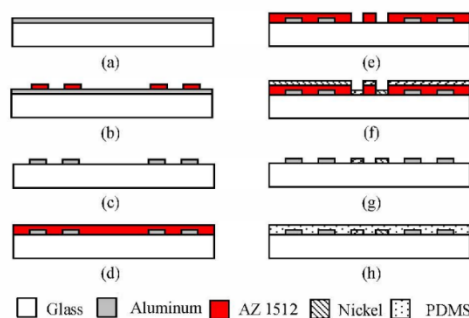 (a)
(e)
(b)
(f)
(c)
(g)
(d)
(h)
Glass Aluminum AZ 1512 Nickel PDMS